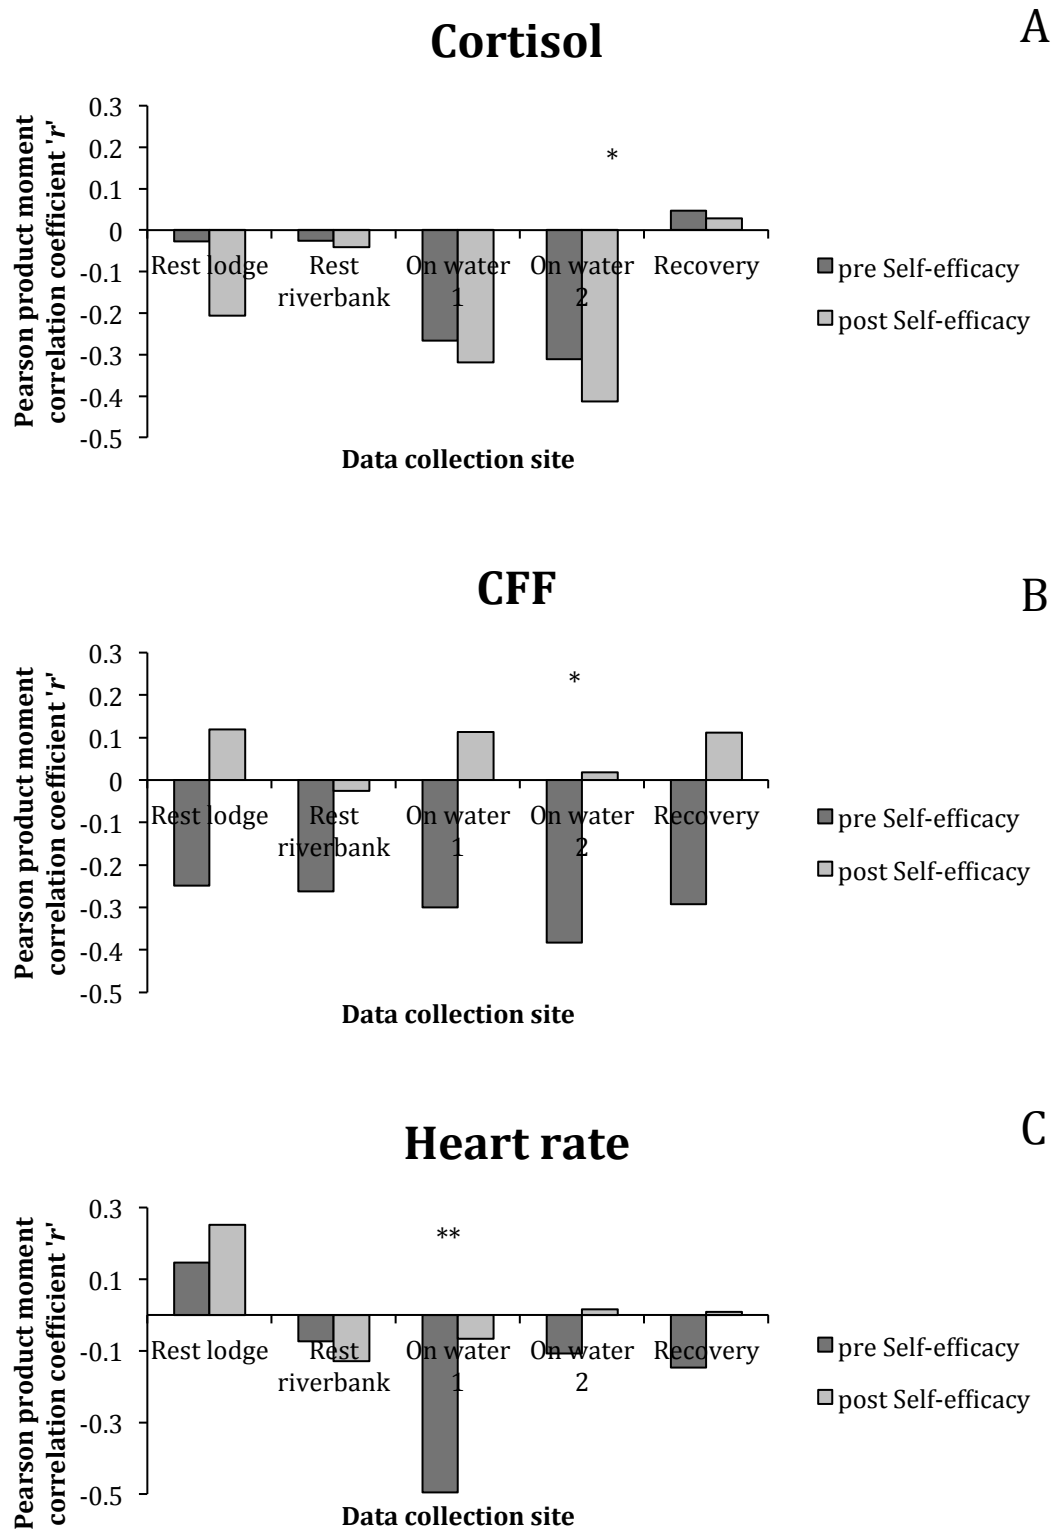 A
Cortisol
Pearson product moment
correlation coefficient 'r'
0.3
0.2
0.1
0
-0.1
-0.2
-0.3
-0.4
-0.5
*
Rest lodge
Rest
riverbank
On water
1
On water
2
Recovery
Data collection site
pre Self-efficacy
post Self-efficacy
B
CFF
Pearson product moment
correlation coefficient 'r'
0.3
0.2
0.1
0
-0.1
-0.2
-0.3
-0.4
-0.5
*
Rest lodge
Rest
riverbank
On water
1
On water
2
Recovery
Data collection site
pre Self-efficacy
post Self-efficacy
C
Heart rate
Pearson product moment
correlation coefficient 'r'
0.3
0.1
-0.1
-0.3
-0.5
**
Rest lodge
Rest
riverbank
On water
1
On water
2
Recovery
Data collection site
pre Self-efficacy
post Self-efficacy